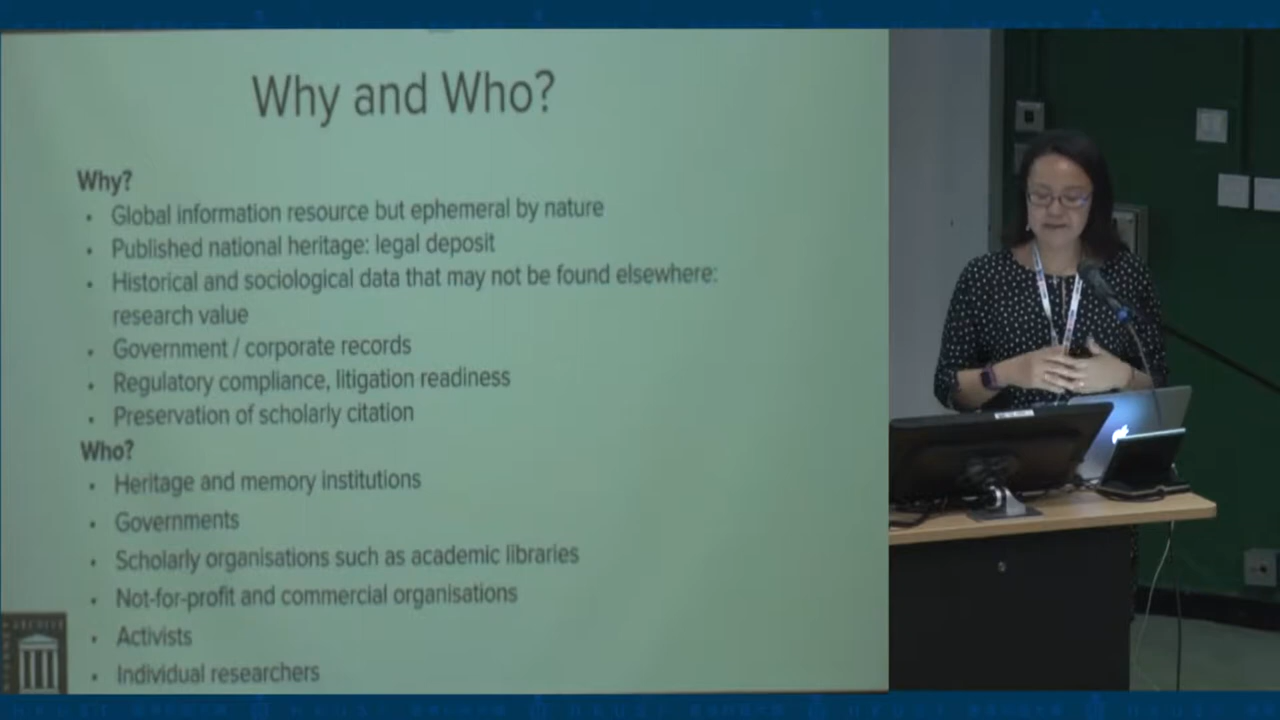 Why and Who?
Why?
• Global information resource but ephemeral by nature
• Published national heritage: legal deposit
• Historical and sociological data that may not be found elsewhere:
research value
• Government / corporate records
• Regulatory compliance, litigation readiness
• Preservation of scholarly citation
Who?
• Heritage and memory institutions
• Governments
• Scholarly organisations such as academic libraries
• Not-for-profit and commercial organisations
• Activists
• Individual researchers